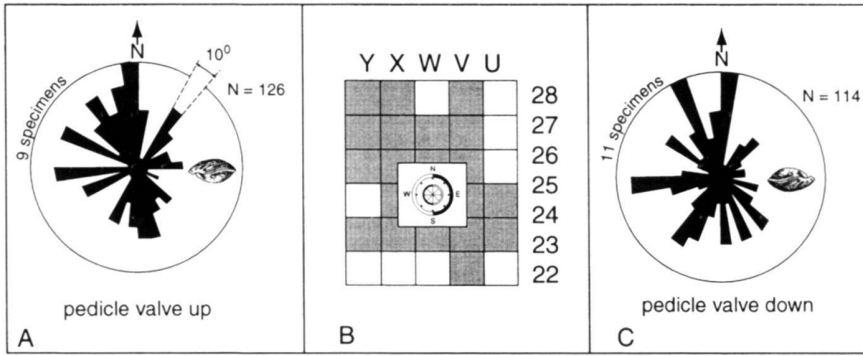 N
10⁰
N = 126
9 specimens
pedicle valve up
A
Y X W V U
28
27
26
25
24
23
22
N
W E
S
B
N
N = 114
11 specimens
pedicle valve down
C